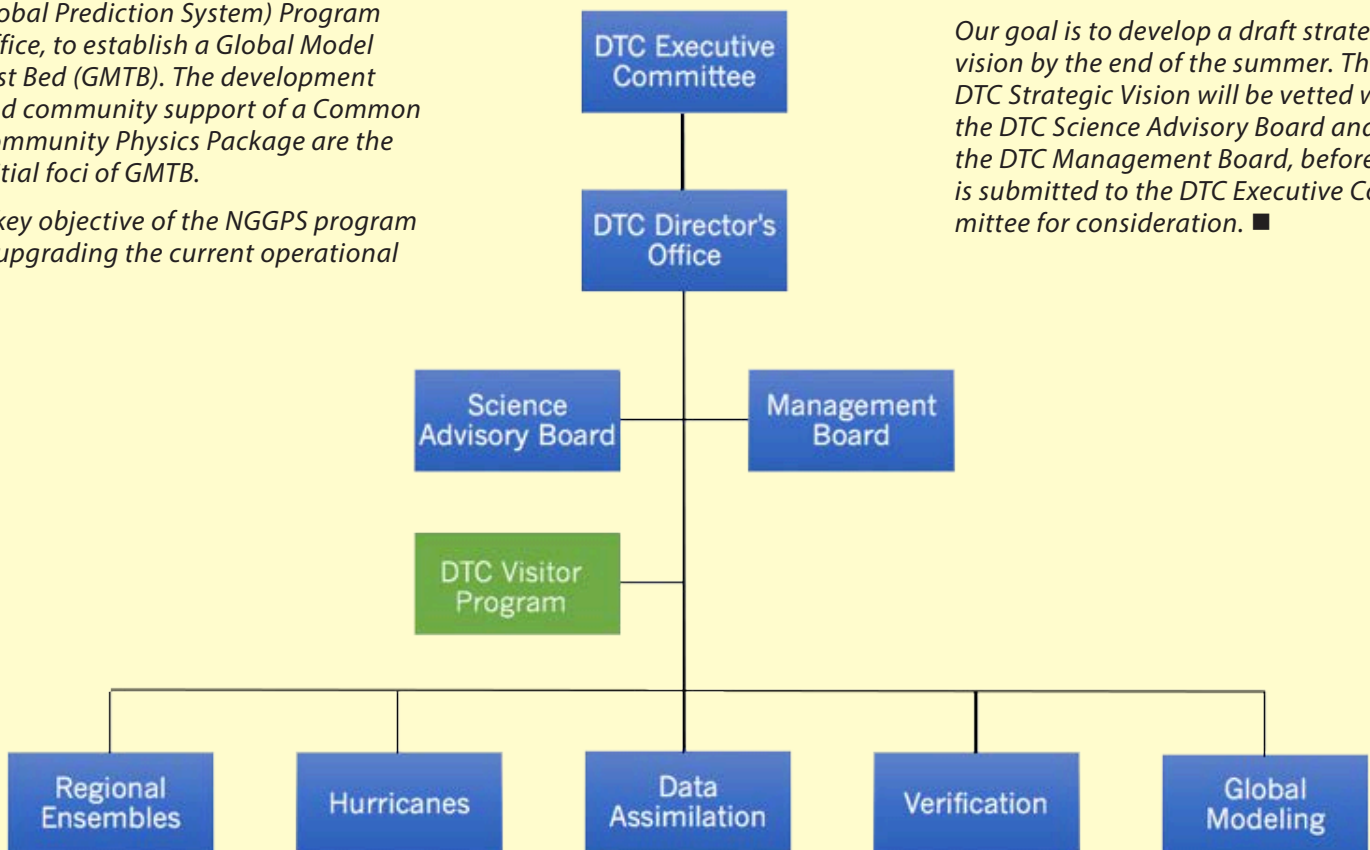 obal Prediction System) Program
fice, to establish a Global Model
st Bed (GMTB). The development
d community support of a Common
ommunity Physics Package are the
tial foci of GMTB.
key objective of the NGGPS program
upgrading the current operational
Our goal is to develop a draft strate
vision by the end of the summer. Th
DTC Strategic Vision will be vetted v
the DTC Science Advisory Board and
the DTC Management Board, before
is submitted to the DTC Executive Co
mittee for consideration. ■
DTC Executive
Committee
DTC Director's
Office
Science
Advisory Board
Management
Board
DTC Visitor
Program
Regional
Ensembles
Hurricanes
Data
Assimilation
Verification
Global
Modeling